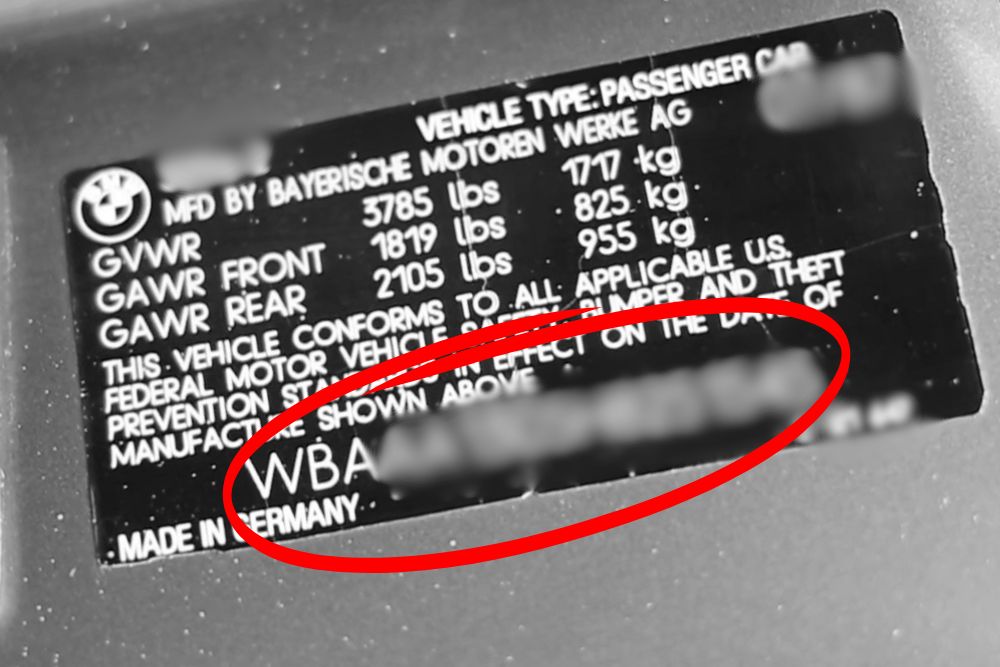 VEHICLE TYPE: PASSENGER CAR
MFD BY BAYERISCHE MOTOREN WERKE AG
GVWR 3785 lbs 1717 kg
GAWR FRONT 1819 lbs 825 kg
GAWR REAR 2105 lbs 955 kg
THIS VEHICLE CONFORMS TO ALL APPLICABLE U.S.
FEDERAL MOTOR VEHICLE SAFETY, BUMPER AND THEFT
PREVENTION STANDARDS IN EFFECT ON THE DATE OF
MANUFACTURE SHOWN ABOVE
WBA
MADE IN GERMANY